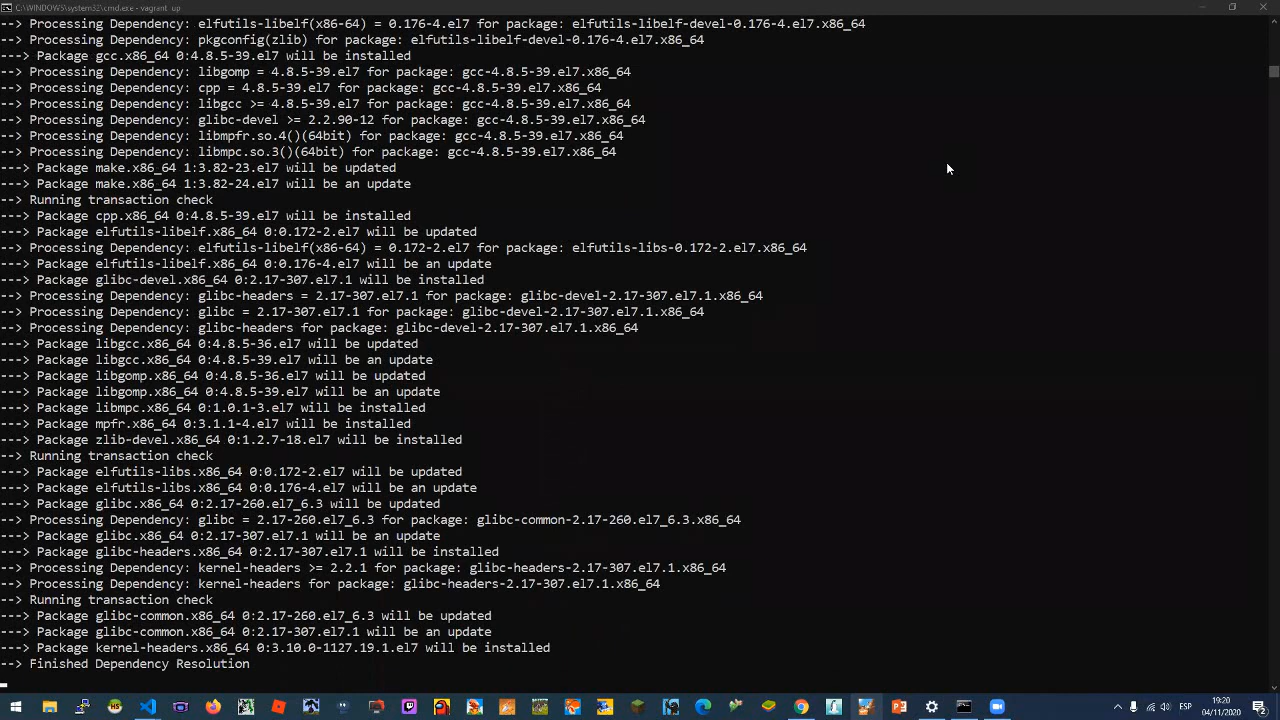 C:\WINDOWS\system32\cmd.exe - vagrant up
--> Processing Dependency: elfutils-libelf(x86-64) = 0.176-4.el7 for package: elfutils-libelf-devel-0.176-4.el7.x86_64
--> Processing Dependency: pkgconfig(zlib) for package: elfutils-libelf-devel-0.176-4.el7.x86_64
---> Package gcc.x86_64 0:4.8.5-39.el7 will be installed
--> Processing Dependency: libgomp = 4.8.5-39.el7 for package: gcc-4.8.5-39.el7.x86_64
--> Processing Dependency: cpp = 4.8.5-39.el7 for package: gcc-4.8.5-39.el7.x86_64
--> Processing Dependency: libgcc >= 4.8.5-39.el7 for package: gcc-4.8.5-39.el7.x86_64
--> Processing Dependency: glibc-devel >= 2.2.90-12 for package: gcc-4.8.5-39.el7.x86_64
--> Processing Dependency: libmpfr.so.4()(64bit) for package: gcc-4.8.5-39.el7.x86_64
--> Processing Dependency: libmpc.so.3()(64bit) for package: gcc-4.8.5-39.el7.x86_64
---> Package make.x86_64 1:3.82-23.el7 will be updated
---> Package make.x86_64 1:3.82-24.el7 will be an update
--> Running transaction check
---> Package cpp.x86_64 0:4.8.5-39.el7 will be installed
---> Package elfutils-libelf.x86_64 0:0.172-2.el7 will be updated
--> Processing Dependency: elfutils-libelf(x86-64) = 0.172-2.el7 for package: elfutils-libs-0.172-2.el7.x86_64
---> Package elfutils-libelf.x86_64 0:0.176-4.el7 will be an update
---> Package glibc-devel.x86_64 0:2.17-307.el7.1 will be installed
--> Processing Dependency: glibc-headers = 2.17-307.el7.1 for package: glibc-devel-2.17-307.el7.1.x86_64
--> Processing Dependency: glibc = 2.17-307.el7.1 for package: glibc-devel-2.17-307.el7.1.x86_64
--> Processing Dependency: glibc-headers for package: glibc-devel-2.17-307.el7.1.x86_64
---> Package libgcc.x86_64 0:4.8.5-36.el7 will be updated
---> Package libgcc.x86_64 0:4.8.5-39.el7 will be an update
---> Package libgomp.x86_64 0:4.8.5-36.el7 will be updated
---> Package libgomp.x86_64 0:4.8.5-39.el7 will be an update
---> Package libmpc.x86_64 0:1.0.1-3.el7 will be installed
---> Package mpfr.x86_64 0:3.1.1-4.el7 will be installed
---> Package zlib-devel.x86_64 0:1.2.7-18.el7 will be installed
--> Running transaction check
---> Package elfutils-libs.x86_64 0:0.172-2.el7 will be updated
---> Package elfutils-libs.x86_64 0:0.176-4.el7 will be an update
---> Package glibc.x86_64 0:2.17-260.el7_6.3 will be updated
--> Processing Dependency: glibc = 2.17-260.el7_6.3 for package: glibc-common-2.17-260.el7_6.3.x86_64
---> Package glibc.x86_64 0:2.17-307.el7.1 will be an update
---> Package glibc-headers.x86_64 0:2.17-307.el7.1 will be installed
--> Processing Dependency: kernel-headers >= 2.2.1 for package: glibc-headers-2.17-307.el7.1.x86_64
--> Processing Dependency: kernel-headers for package: glibc-headers-2.17-307.el7.1.x86_64
--> Running transaction check
---> Package glibc-common.x86_64 0:2.17-260.el7_6.3 will be updated
---> Package glibc-common.x86_64 0:2.17-307.el7.1 will be an update
---> Package kernel-headers.x86_64 0:3.10.0-1127.19.1.el7 will be installed
--> Finished Dependency Resolution
ESP
19:20
04/11/2020
2